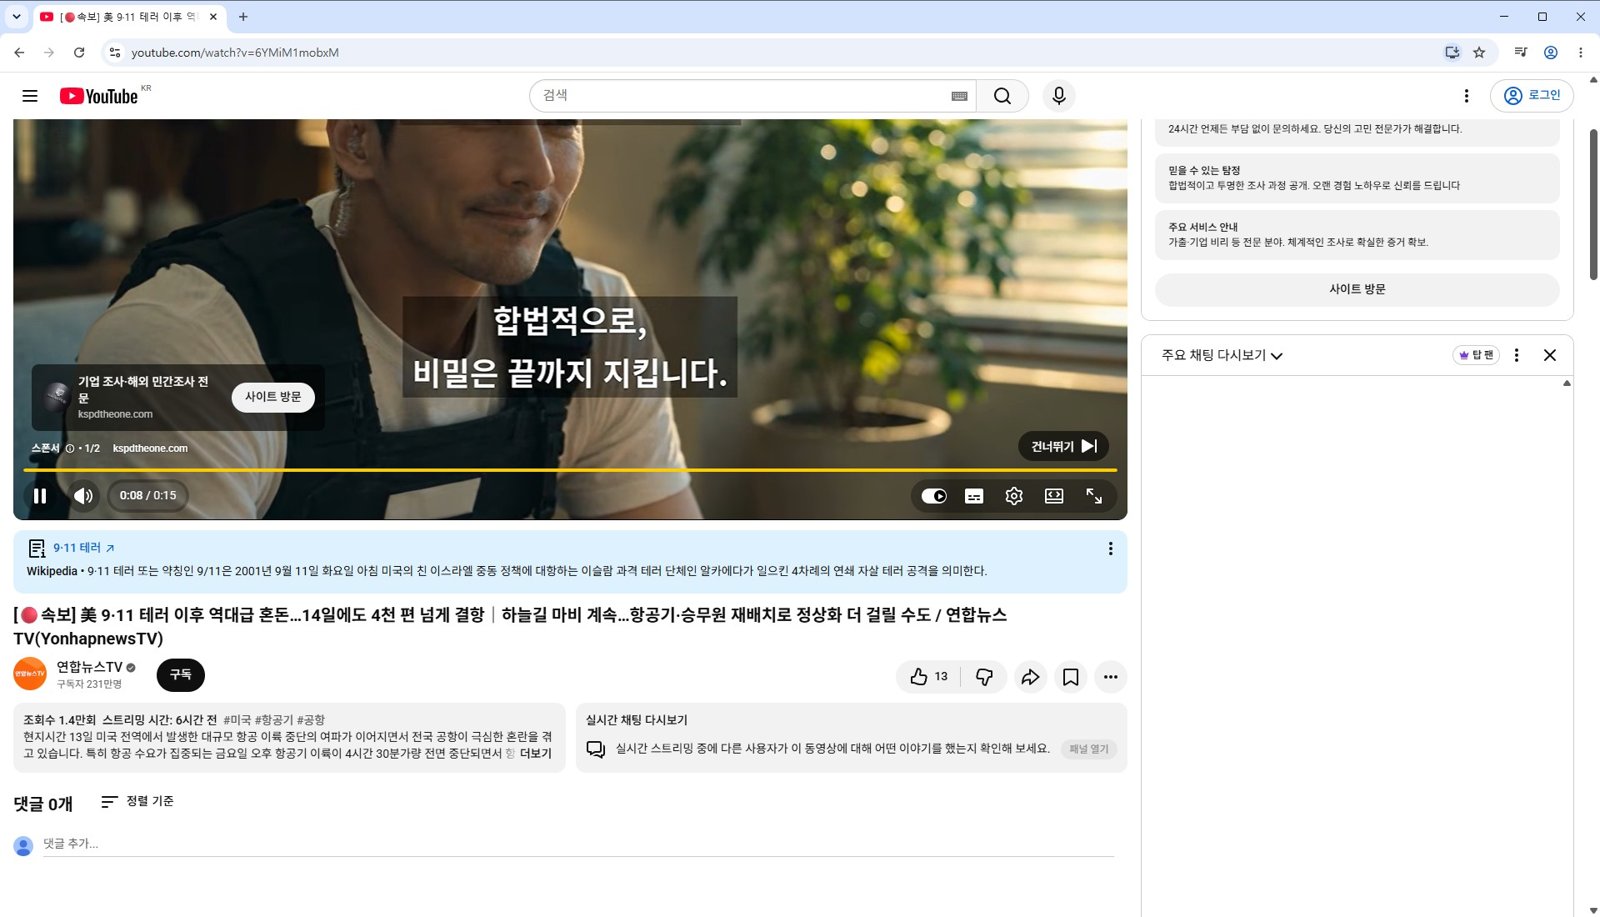 [🔴속보] 美 9·11 테러 이후 역
youtube.com/watch?v=6YMiM1mobxM
YouTube KR
검색
로그인
24시간 언제든 부담 없이 문의하세요. 당신의 고민 전문가가 해결합니다.
믿을 수 있는 탐정
합법적이고 투명한 조사 과정 공개. 오랜 경험 노하우로 신뢰를 드립니다
주요 서비스 안내
가출·기업 비리 등 전문 분야. 체계적인 조사로 확실한 증거 확보.
사이트 방문
합법적으로,
비밀은 끝까지 지킵니다.
기업 조사·해외 민간조사 전
문
kspdtheone.com
사이트 방문
스폰서 • 1/2 kspdtheone.com
건너뛰기
0:08 / 0:15
주요 채팅 다시보기
탑 팬
9·11 테러
Wikipedia • 9·11 테러 또는 약칭인 9/11은 2001년 9월 11일 화요일 아침 미국의 친 이스라엘 중동 정책에 대항하는 이슬람 과격 테러 단체인 알카에다가 일으킨 4차례의 연쇄 자살 테러 공격을 의미한다.
[🔴속보] 美 9·11 테러 이후 역대급 혼돈…14일에도 4천 편 넘게 결항｜하늘길 마비 계속…항공기·승무원 재배치로 정상화 더 걸릴 수도 / 연합뉴스
TV(YonhapnewsTV)
연합뉴스TV
연합뉴스TV
구독자 231만명
구독
13
조회수 1.4만회 스트리밍 시간: 6시간 전 #미국 #항공기 #공항
현지시간 13일 미국 전역에서 발생한 대규모 항공 이륙 중단의 여파가 이어지면서 전국 공항이 극심한 혼란을 겪
고 있습니다. 특히 항공 수요가 집중되는 금요일 오후 항공기 이륙이 4시간 30분가량 전면 중단되면서 항 더보기
실시간 채팅 다시보기
실시간 스트리밍 중에 다른 사용자가 이 동영상에 대해 어떤 이야기를 했는지 확인해 보세요.
패널 열기
댓글 0개
정렬 기준
댓글 추가...